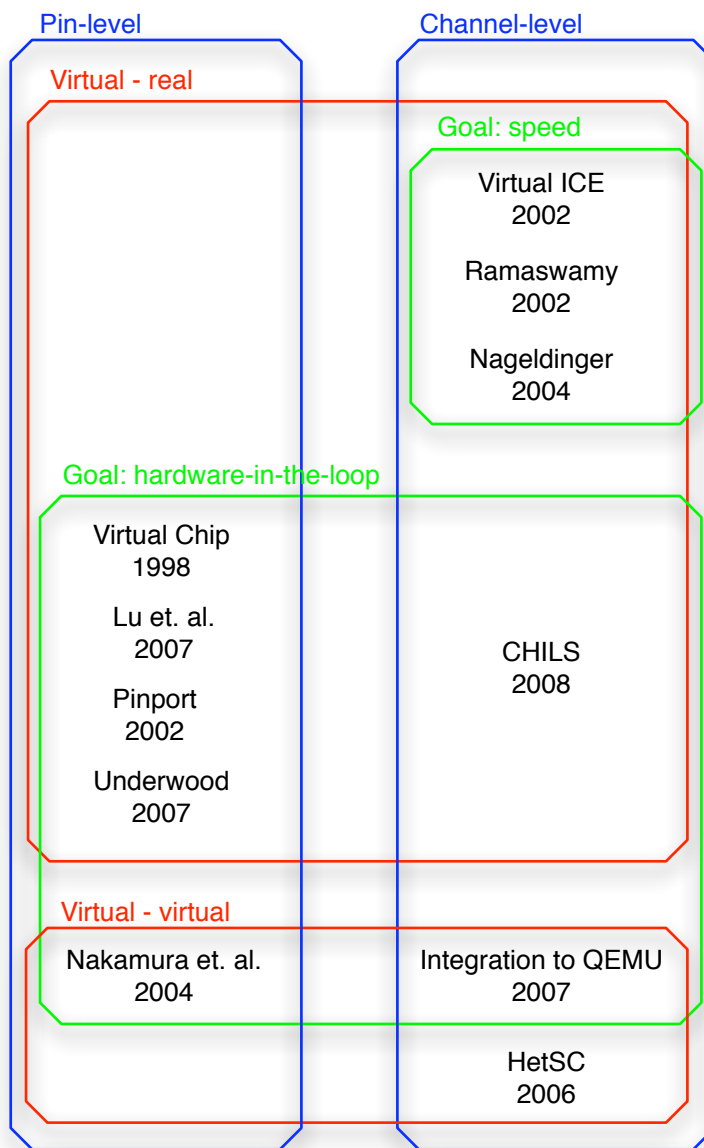 Pin-level
Channel-level
Virtual - real
Goal: speed
Virtual ICE
2002
Ramaswamy
2002
Nageldinger
2004
Goal: hardware-in-the-loop
Virtual Chip
1998
Lu et. al.
2007
Pinport
2002
Underwood
2007
CHILS
2008
Virtual - virtual
Nakamura et. al.
2004
Integration to QEMU
2007
HetSC
2006